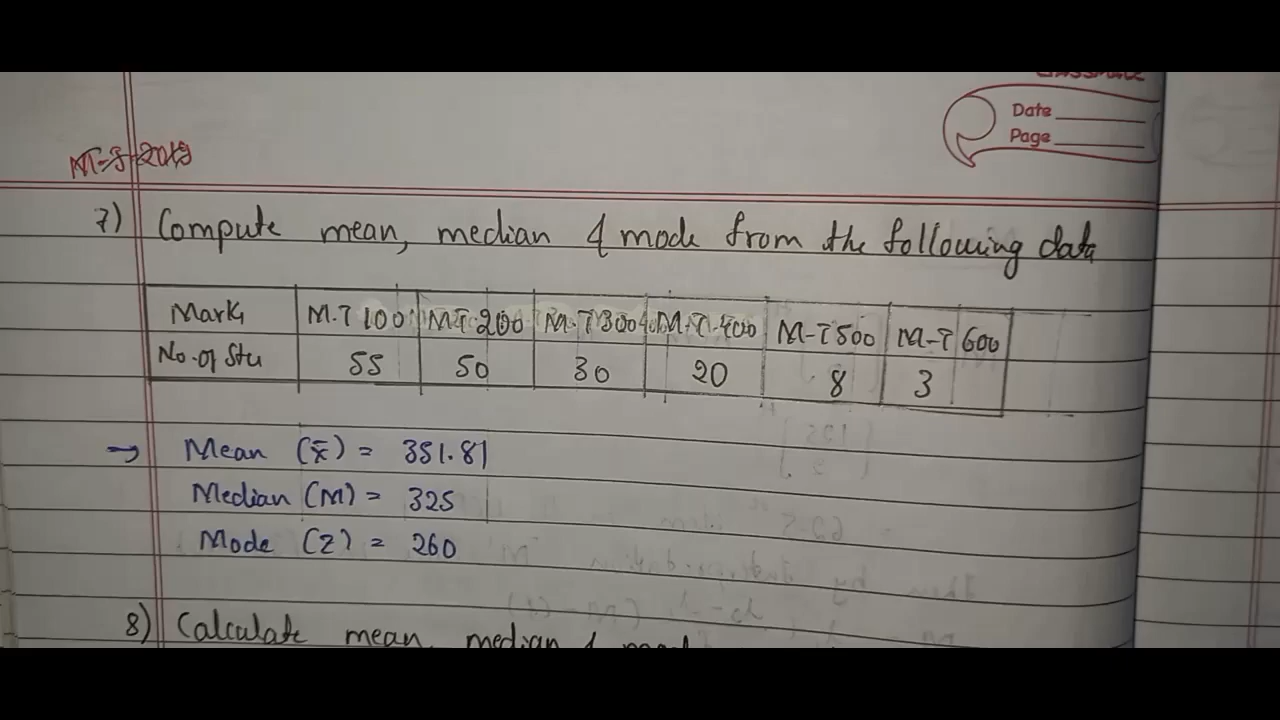 Date
Page
7) Compute mean, median & mode from the following data
Marks M.T 100 M.T. 200 M.T 300 M.T. 400 M-T 500 M-T 600
No. of Stu 55 50 30 20 8 3
→ Mean (x̄) = 351.81
Median (M) = 325
Mode (Z) = 260
8) Calculate mean, median &